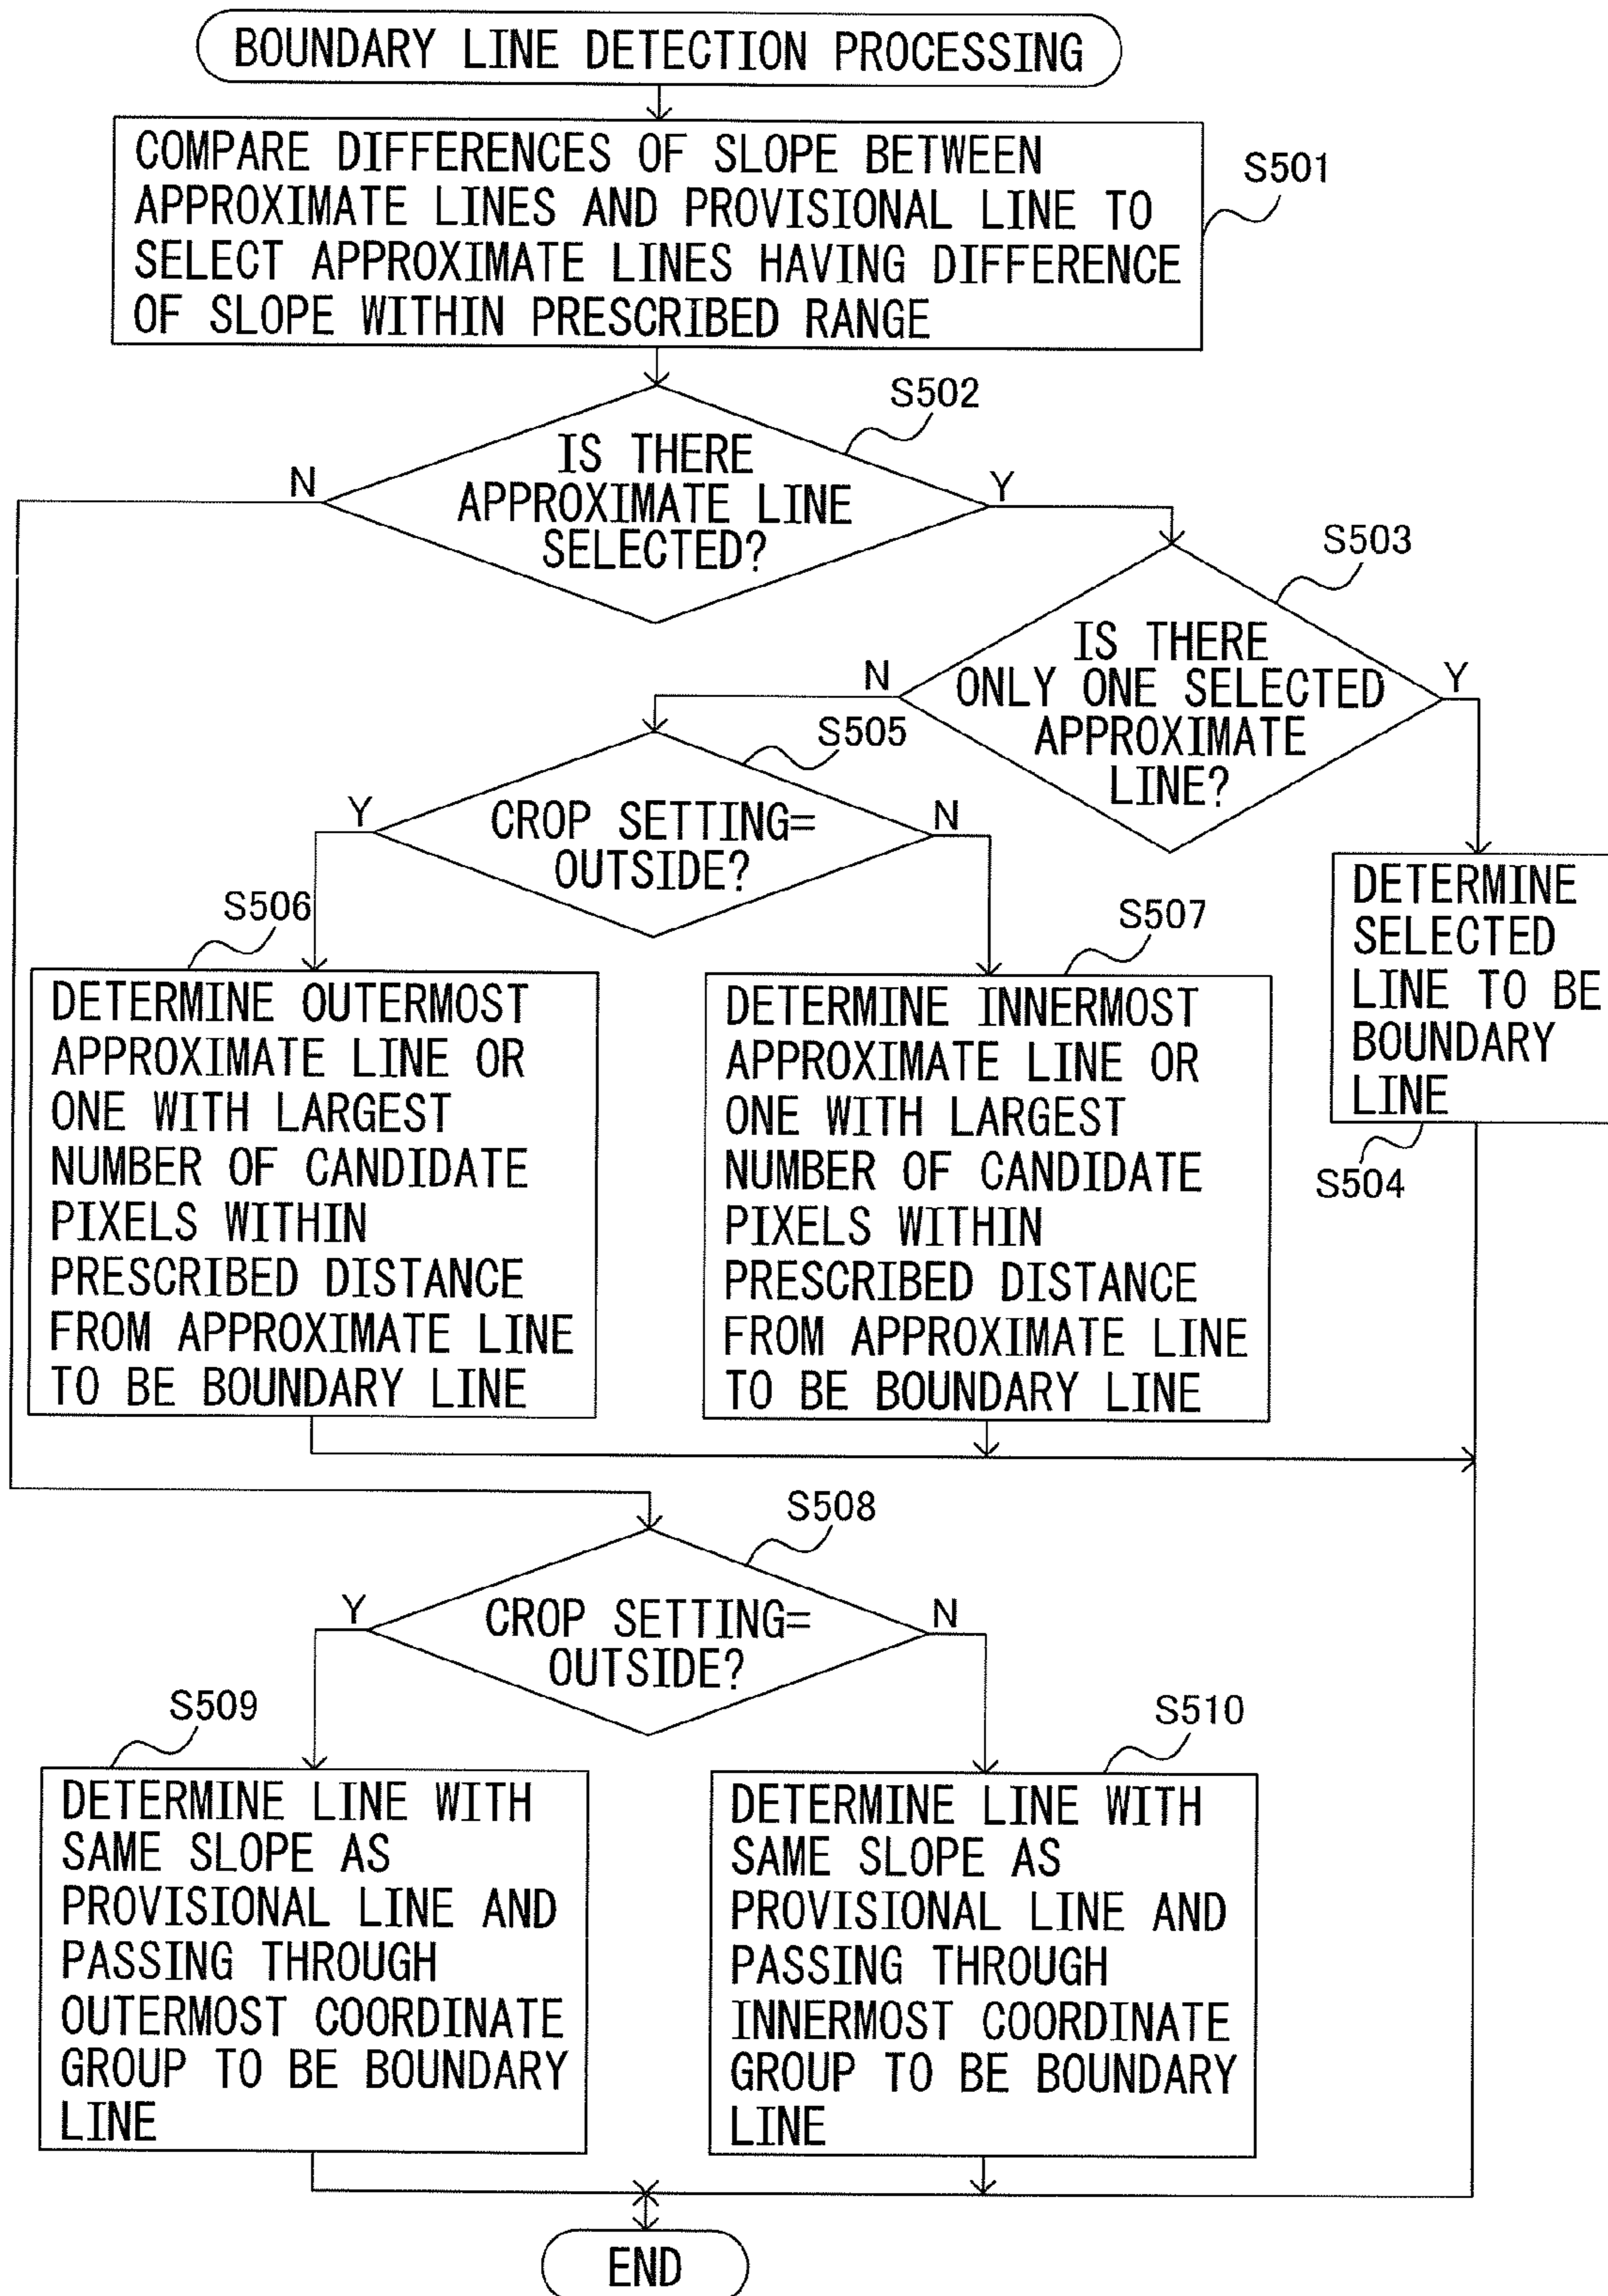 BOUNDARY LINE DETECTION PROCESSING
COMPARE DIFFERENCES OF SLOPE BETWEEN
APPROXIMATE LINES AND PROVISIONAL LINE TO
SELECT APPROXIMATE LINES HAVING DIFFERENCE
OF SLOPE WITHIN PRESCRIBED RANGE
S501
S502
IS THERE
APPROXIMATE LINE
SELECTED?
N
Y
S503
IS THERE
ONLY ONE SELECTED
APPROXIMATE
LINE?
N
Y
S505
CROP SETTING=
OUTSIDE?
Y
N
DETERMINE
SELECTED
LINE TO BE
BOUNDARY
LINE
S504
S506
DETERMINE OUTERMOST
APPROXIMATE LINE OR
ONE WITH LARGEST
NUMBER OF CANDIDATE
PIXELS WITHIN
PRESCRIBED DISTANCE
FROM APPROXIMATE LINE
TO BE BOUNDARY LINE
S507
DETERMINE INNERMOST
APPROXIMATE LINE OR
ONE WITH LARGEST
NUMBER OF CANDIDATE
PIXELS WITHIN
PRESCRIBED DISTANCE
FROM APPROXIMATE LINE
TO BE BOUNDARY LINE
S508
CROP SETTING=
OUTSIDE?
Y
N
S509
DETERMINE LINE WITH
SAME SLOPE AS
PROVISIONAL LINE AND
PASSING THROUGH
OUTERMOST COORDINATE
GROUP TO BE BOUNDARY
LINE
S510
DETERMINE LINE WITH
SAME SLOPE AS
PROVISIONAL LINE AND
PASSING THROUGH
INNERMOST COORDINATE
GROUP TO BE BOUNDARY
LINE
END